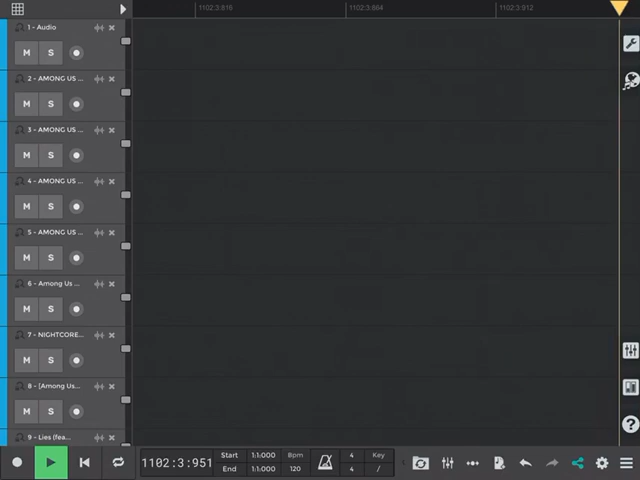 1102:3:816 1102:3:864 1102:3:912
1 - Audio
M S
2 - AMONG US ...
M S
3 - AMONG US ...
M S
4 - AMONG US ...
M S
5 - AMONG US ...
M S
6 - Among Us ...
M S
7 - NIGHTCORE...
M S
8 - [Among Us...
M S
9 - Lies (fea...
1102:3:951 Start 1:1:000 Bpm 4 Key
End 1:1:000 120 4 /
?